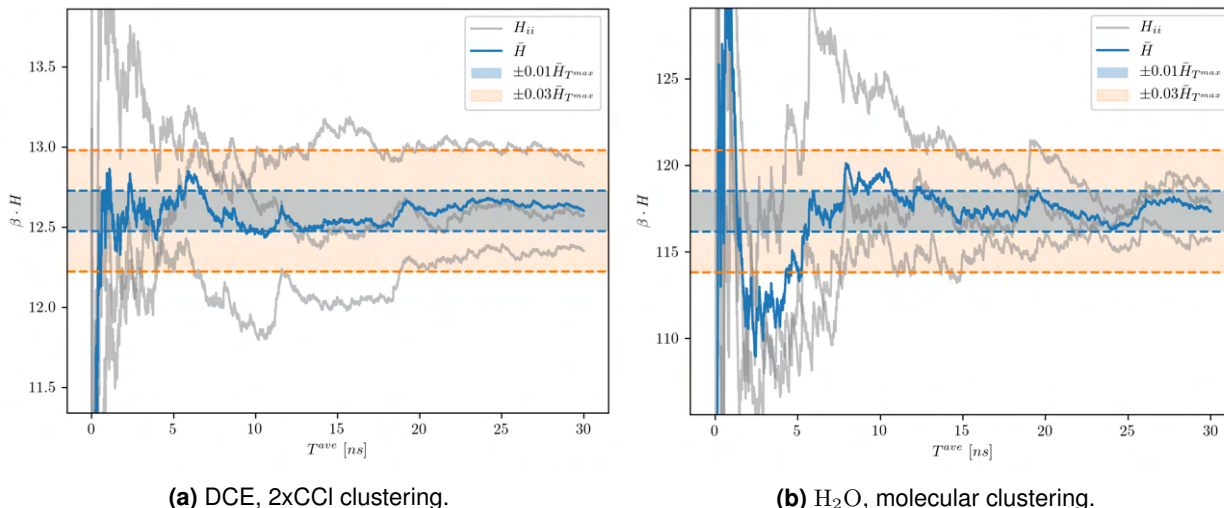 13.5
13.0
12.5
12.0
11.5
β · H
0
5
10
15
20
25
30
T^{ave} [ns]
H_{ii}
H̄
±0.01H̄_{T^{max}}
±0.03H̄_{T^{max}}
(a) DCE, 2xCCl clustering.
125
120
115
110
β · H
0
5
10
15
20
25
30
T^{ave} [ns]
H_{ii}
H̄
±0.01H̄_{T^{max}}
±0.03H̄_{T^{max}}
(b) H₂O, molecular clustering.